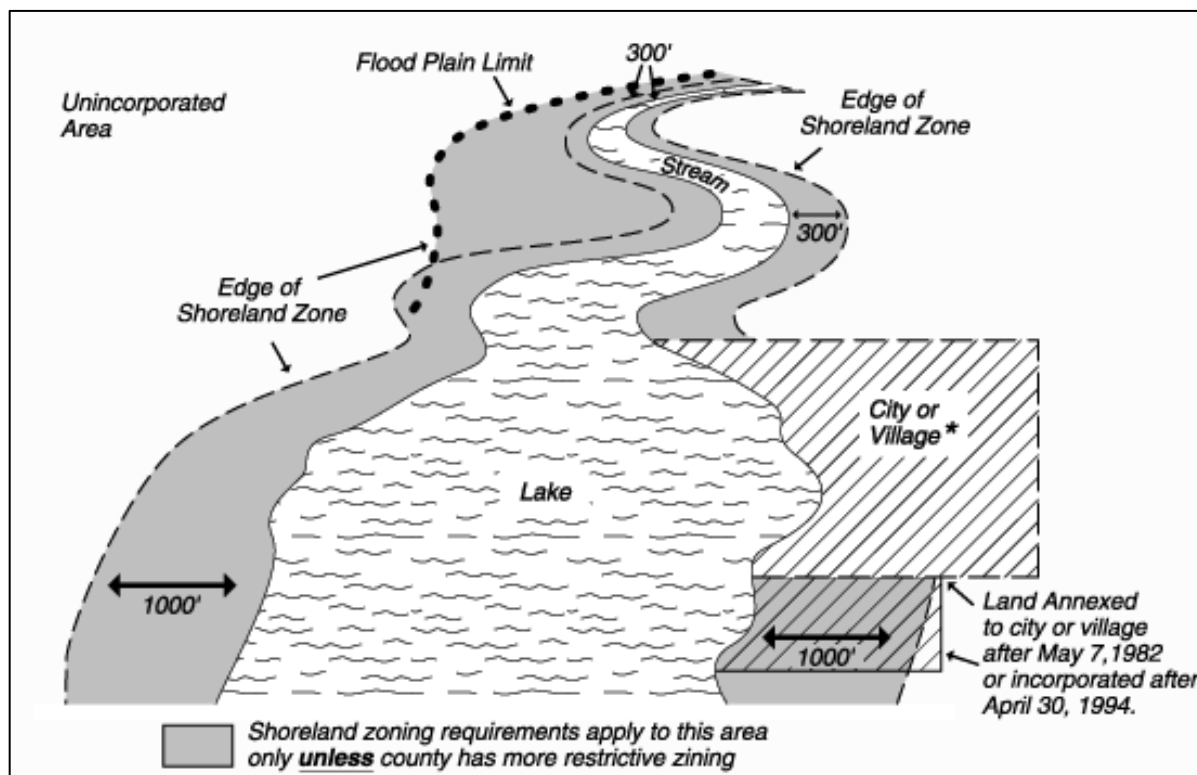 300'
Flood Plain Limit
Unincorporated
Area
Edge of
Shoreland Zone
Stream
300'
Edge of
Shoreland Zone
City or
Village *
Lake
1000'
1000'
Land Annexed
to city or village
after May 7,1982
or incorporated after
April 30, 1994.
Shoreland zoning requirements apply to this area
only unless county has more restrictive zining